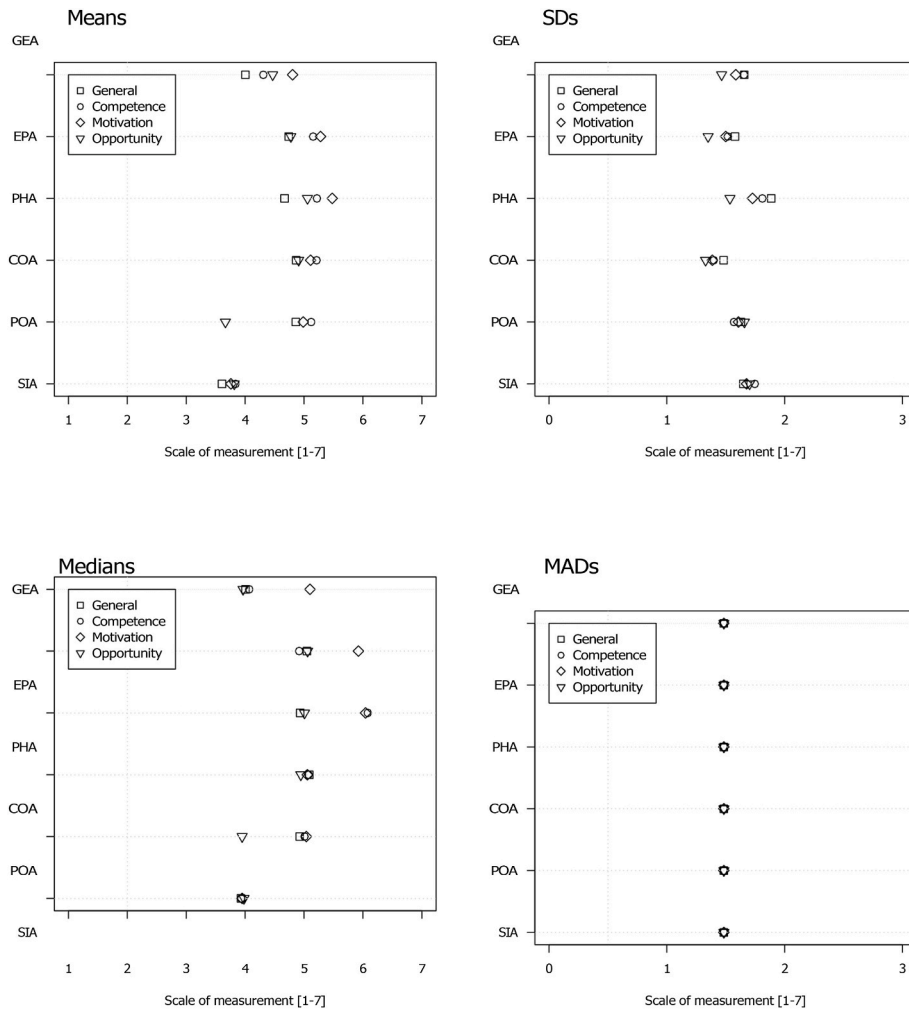 Means
GEA
EPA
PHA
COA
POA
SIA
General
Competence
Motivation
Opportunity
1 2 3 4 5 6 7
Scale of measurement [1-7]
SDs
GEA
EPA
PHA
COA
POA
SIA
General
Competence
Motivation
Opportunity
0 1 2 3
Scale of measurement [1-7]
Medians
GEA
EPA
PHA
COA
POA
SIA
General
Competence
Motivation
Opportunity
1 2 3 4 5 6 7
Scale of measurement [1-7]
MADs
GEA
EPA
PHA
COA
POA
SIA
General
Competence
Motivation
Opportunity
0 1 2 3
Scale of measurement [1-7]